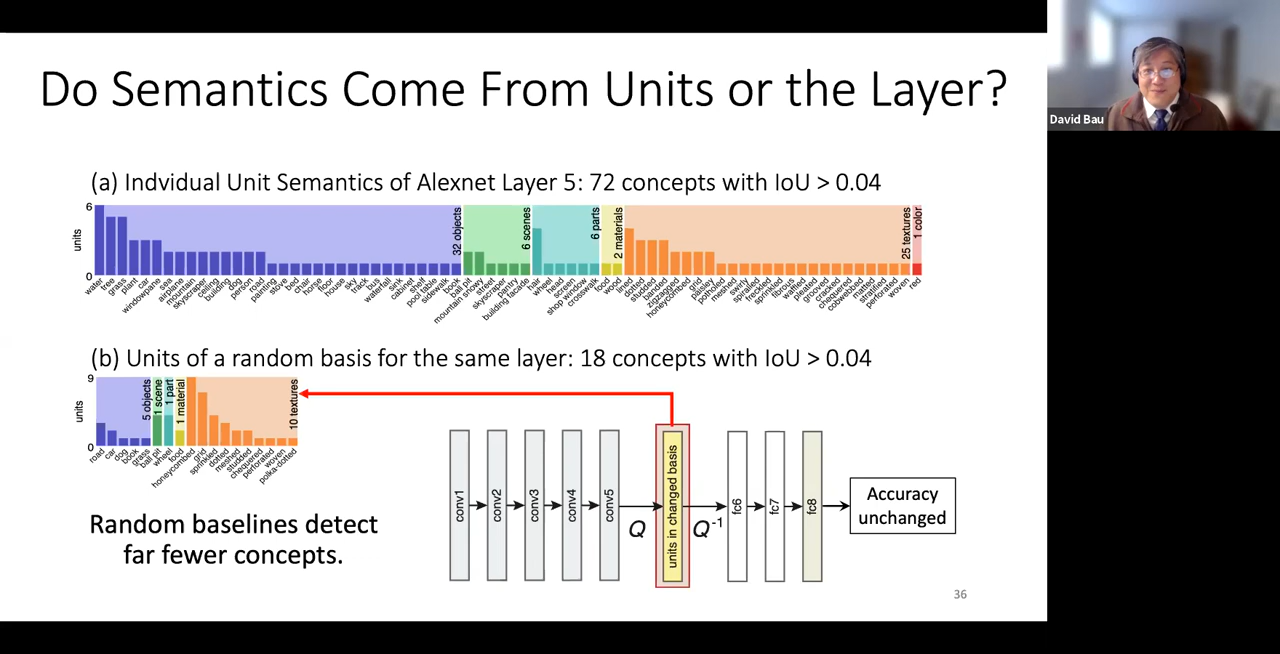 Do Semantics Come From Units or the Layer?
David Bau
(a) Indvidual Unit Semantics of Alexnet Layer 5: 72 concepts with IoU > 0.04
6
units
0
32 objects
6 scenes
6 parts
2 materials
25 textures
1 color
water
tree
grass
plant
car
windowpane
sea
airplane
mountain
skyscraper
ceiling
building
dog
person
road
painting
stove
bed
chair
horse
floor
house
sky
track
bus
waterfall
sink
cabinet
shelf
pool table
sidewalk
book
ball pit
mountain snowy
street
skyscraper
pantry
building facade
hair
wheel
head
screen
shop window
crosswalk
food
wood
lined
dotted
studded
banded
zigzagged
honeycombed
grid
paisley
potholed
meshed
swirly
spiralled
freckled
sprinkled
fibrous
waffled
pleated
grooved
cracked
chequered
cobwebbed
matted
stratified
perforated
woven
red
(b) Units of a random basis for the same layer: 18 concepts with IoU > 0.04
9
units
0
5 objects
1 scene
1 part
1 material
10 textures
road
car
dog
book
grass
ball pit
wheel
food
honeycombed
grid
sprinkled
dotted
meshed
studded
chequered
perforated
woven
polka-dotted
Random baselines detect
far fewer concepts.
conv1
conv2
conv3
conv4
conv5
Q
units in changed basis
Q-1
fc6
fc7
fc8
Accuracy
unchanged
36